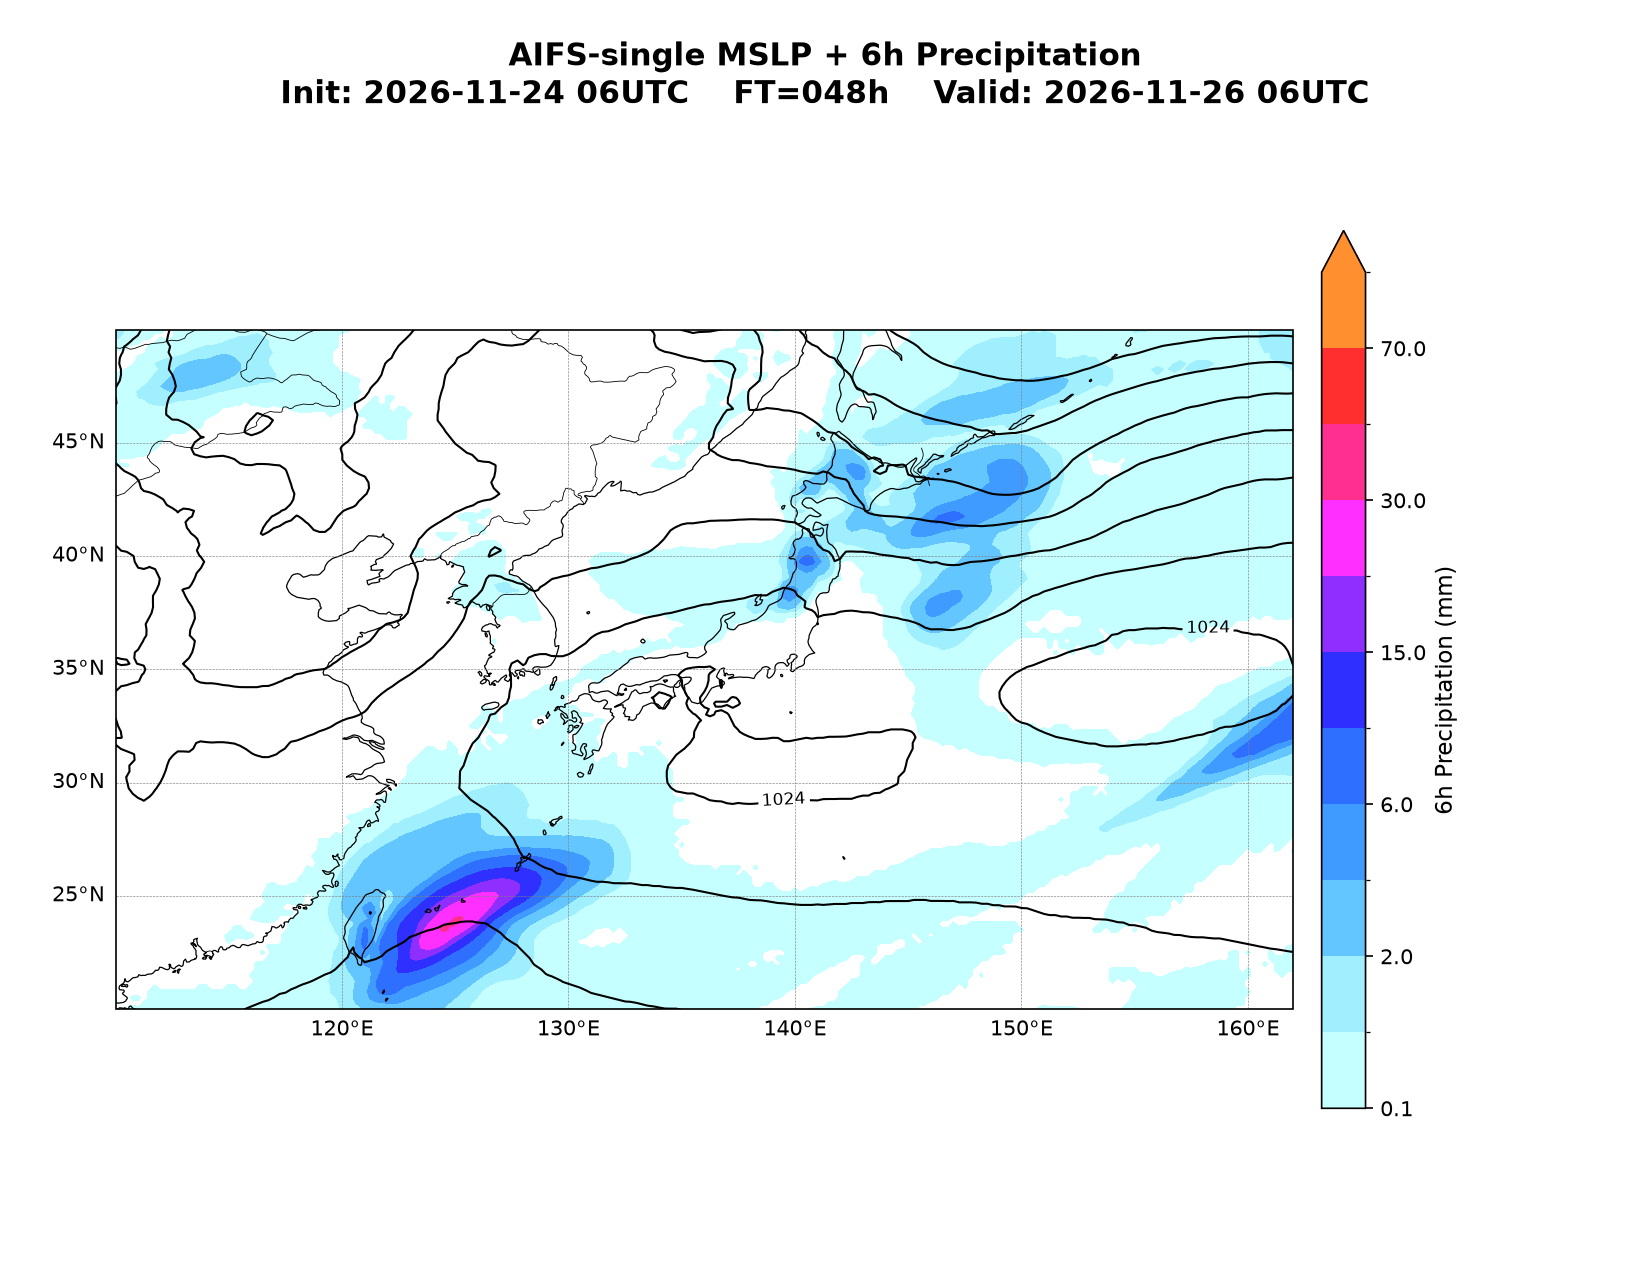 AIFS-single MSLP + 6h Precipitation
Init: 2026-11-24 06UTC    FT=048h    Valid: 2026-11-26 06UTC
45°N
40°N
35°N
30°N
25°N
120°E
130°E
140°E
150°E
160°E
1024
1024
70.0
30.0
15.0
6.0
2.0
0.1
6h Precipitation (mm)